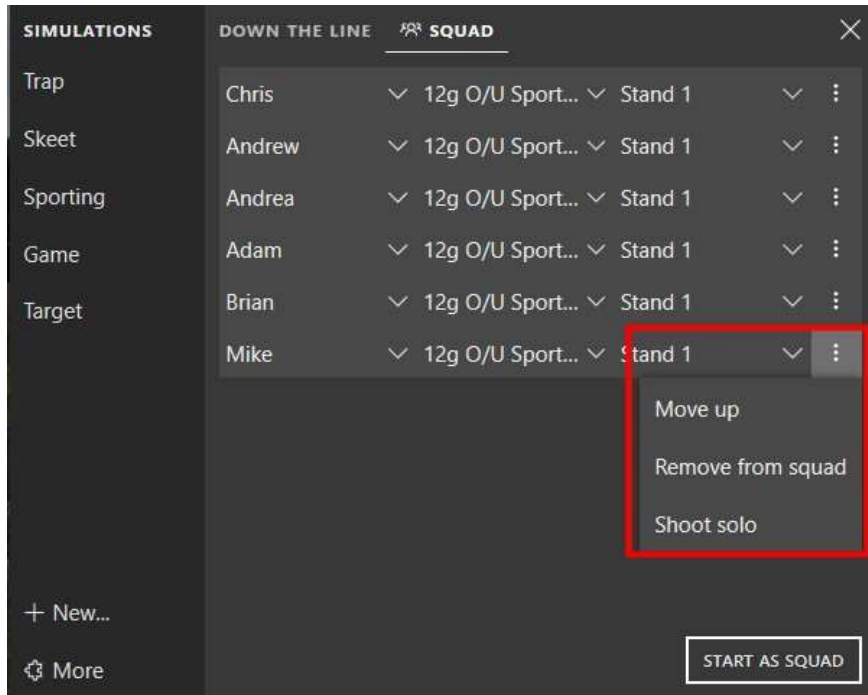 SIMULATIONS
Trap
Skeet
Sporting
Game
Target
+ New...
More
DOWN THE LINE SQUAD
Chris 12g O/U Sport... Stand 1
Andrew 12g O/U Sport... Stand 1
Andrea 12g O/U Sport... Stand 1
Adam 12g O/U Sport... Stand 1
Brian 12g O/U Sport... Stand 1
Mike 12g O/U Sport... Stand 1
Move up
Remove from squad
Shoot solo
START AS SQUAD